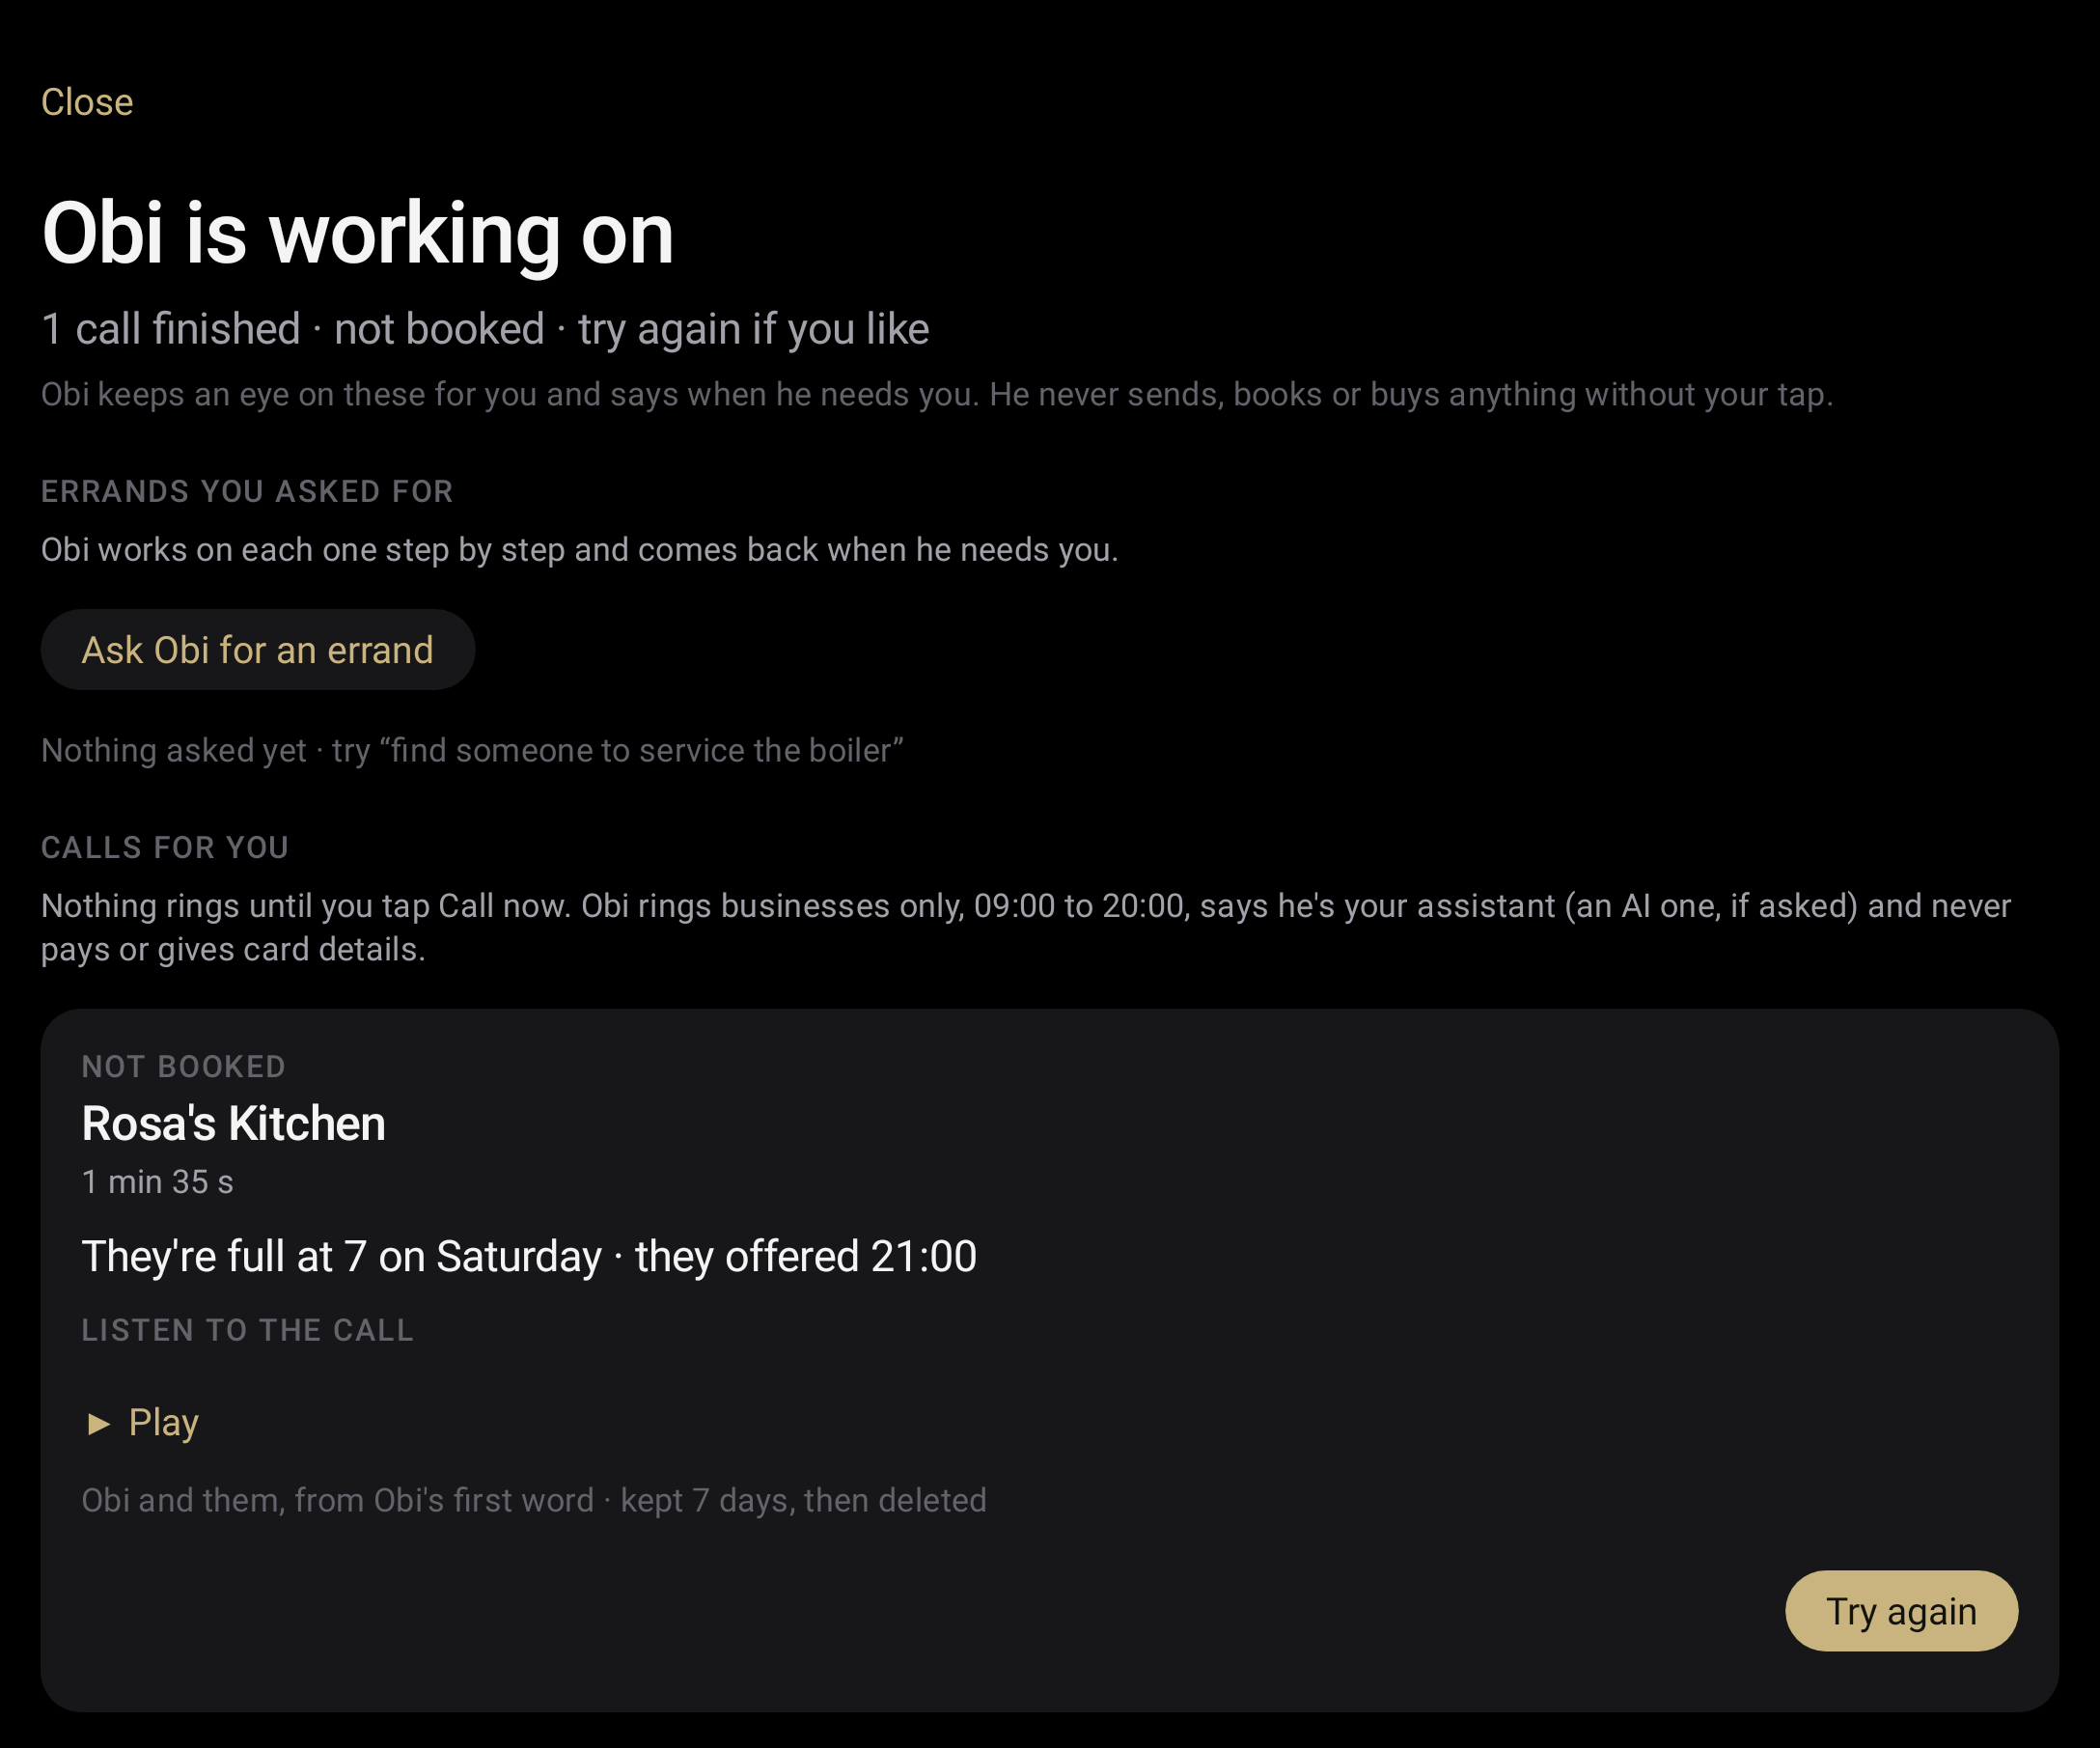 Close
Obi is working on
1 call finished · not booked · try again if you like
Obi keeps an eye on these for you and says when he needs you. He never sends, books or buys anything without your tap.
ERRANDS YOU ASKED FOR
Obi works on each one step by step and comes back when he needs you.
Ask Obi for an errand
Nothing asked yet · try “find someone to service the boiler”
CALLS FOR YOU
Nothing rings until you tap Call now. Obi rings businesses only, 09:00 to 20:00, says he's your assistant (an AI one, if asked) and never
pays or gives card details.
NOT BOOKED
Rosa's Kitchen
1 min 35 s
They're full at 7 on Saturday · they offered 21:00
LISTEN TO THE CALL
► Play
Obi and them, from Obi's first word · kept 7 days, then deleted
Try again